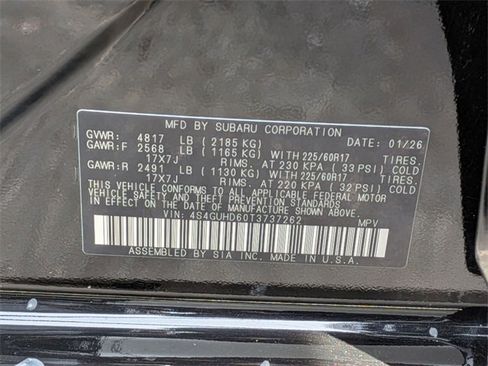 MFD BY SUBARU CORPORATION 01/26
GVWR: 4817 LB (2185 KG)
GAWR:F 2568 LB (1165 KG) WITH 225/60R17 TIRES.
17X7J RIMS. AT 230 KPA (33 PSI) COLD
GAWR:R 2491 LB (1130 KG) WITH 225/60R17 TIRES.
17X7J RIMS. AT 220 KPA (32 PSI) COLD
THIS VEHICLE CONFORMS TO ALL APPLICABLE FEDERAL MOTOR
VEHICLE SAFETY, BUMPER, AND THEFT PREVENTION STANDARDS
IN EFFECT ON THE DATE OF MANUFACTURE SHOWN ABOVE.
VIN: 4S4GUHD60T3737262 MPV
ASSEMBLED BY SIA INC. MADE IN U.S.A.